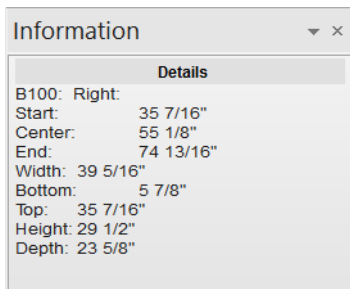 Information
Details
B100: Right:
Start: 35 7/16"
Center: 55 1/8"
End: 74 13/16"
Width: 39 5/16"
Bottom: 5 7/8"
Top: 35 7/16"
Height: 29 1/2"
Depth: 23 5/8"